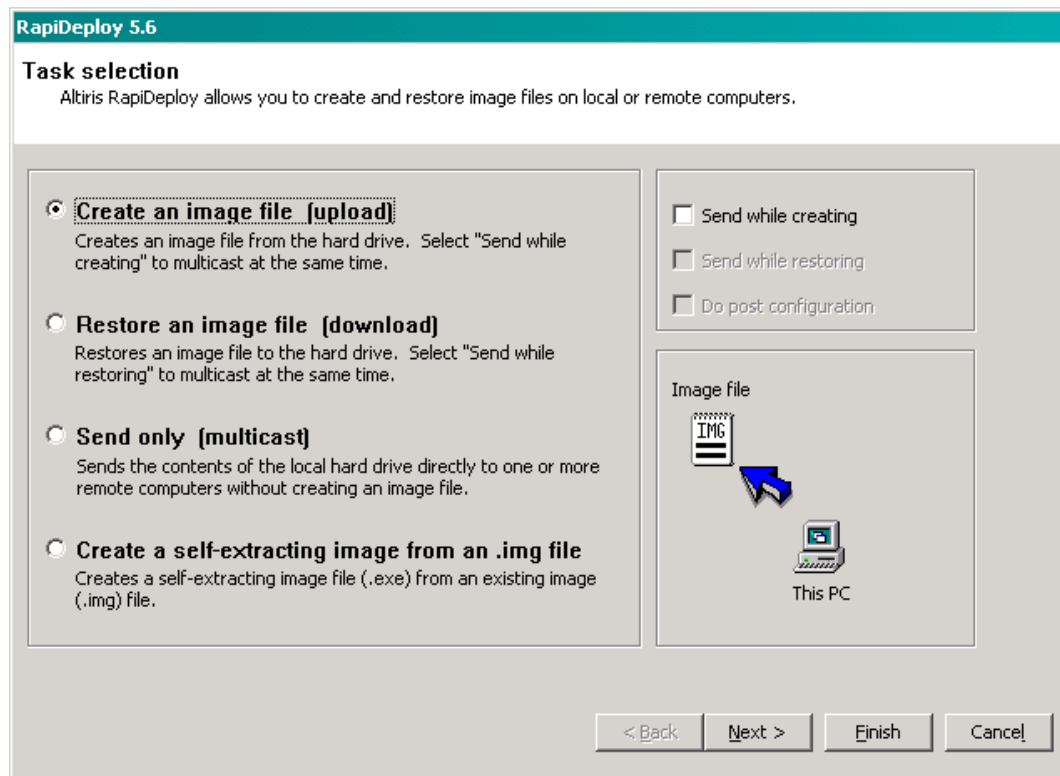 RapiDeploy 5.6
Task selection
Altiris RapiDeploy allows you to create and restore image files on local or remote computers.
Create an image file (upload)
Creates an image file from the hard drive. Select "Send while
creating" to multicast at the same time.
Restore an image file (download)
Restores an image file to the hard drive. Select "Send while
restoring" to multicast at the same time.
Send only (multicast)
Sends the contents of the local hard drive directly to one or more
remote computers without creating an image file.
Create a self-extracting image from an .img file
Creates a self-extracting image file (.exe) from an existing image
(.img) file.
Send while creating
Send while restoring
Do post configuration
Image file
IMG
This PC
< Back
Next >
Finish
Cancel